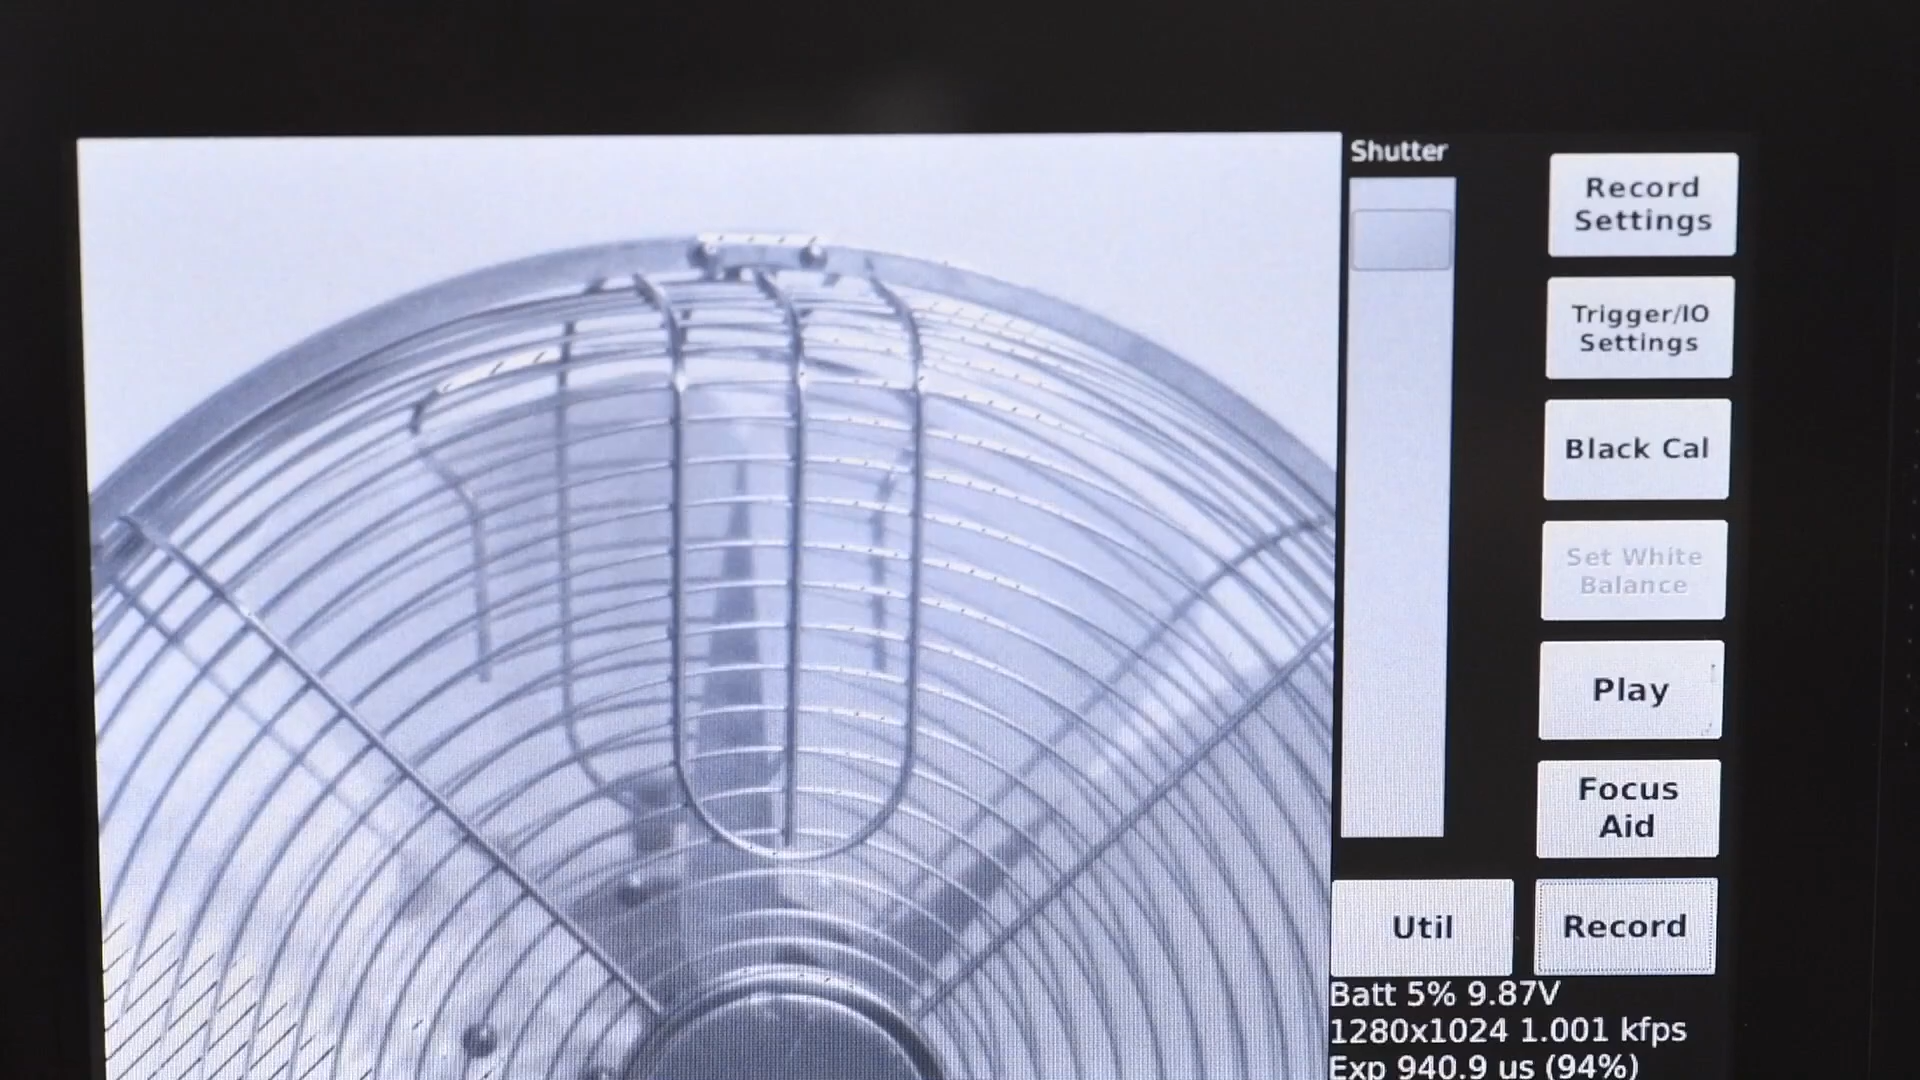 Shutter
Record
Settings
Trigger/IO
Settings
Black Cal
Set White
Balance
Play
Focus
Aid
Util
Record
Batt 5% 9.87V
1280x1024 1.001 kfps
Exp 940.9 us (94%)